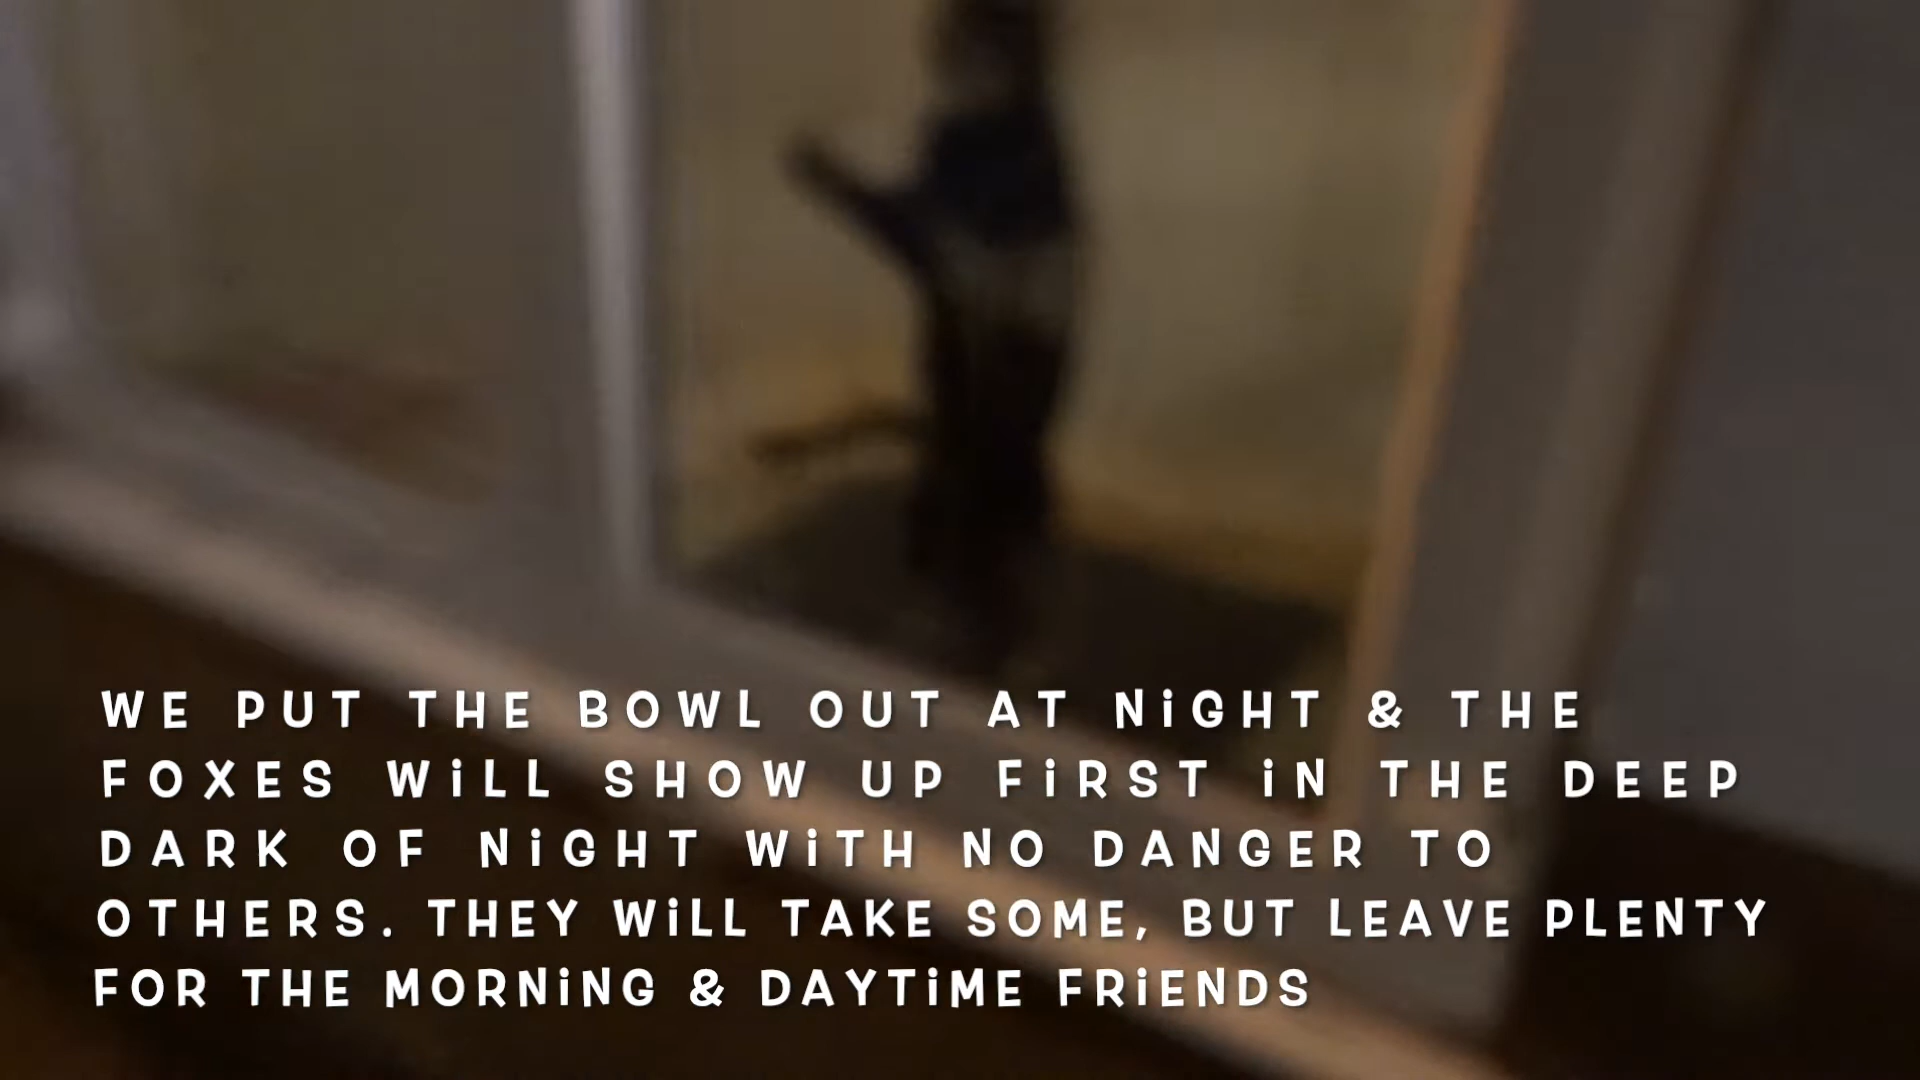 WE PUT THE BOWL OUT AT NiGHT & THE
FOXES WiLL SHOW UP FiRST iN THE DEEP
DARK OF NiGHT WiTH NO DANGER TO
OTHERS. THEY WiLL TAKE SOME, BUT LEAVE PLENTY
FOR THE MORNiNG & DAYTiME FRiENDS